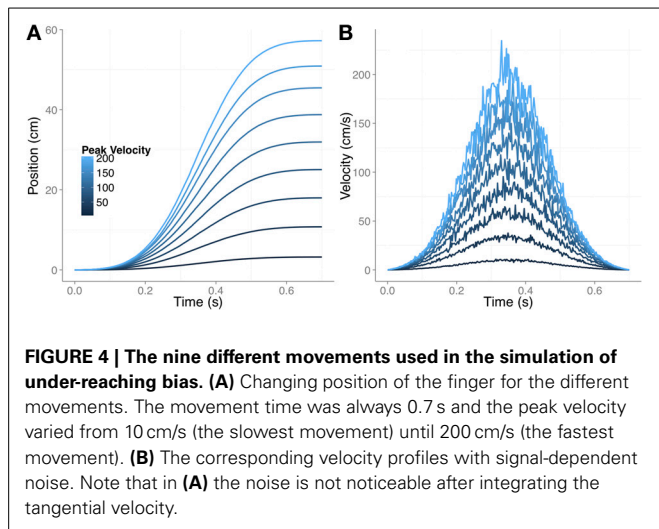 A
B
60
40
20
0
Position (cm)
Peak Velocity
200
150
100
50
0.0 0.2 0.4 0.6
Time (s)
200
150
100
50
0
Velocity (cm/s)
0.0 0.2 0.4 0.6
Time (s)
FIGURE 4 | The nine different movements used in the simulation of
under-reaching bias. (A) Changing position of the finger for the different
movements. The movement time was always 0.7 s and the peak velocity
varied from 10 cm/s (the slowest movement) until 200 cm/s (the fastest
movement). (B) The corresponding velocity profiles with signal-dependent
noise. Note that in (A) the noise is not noticeable after integrating the
tangential velocity.